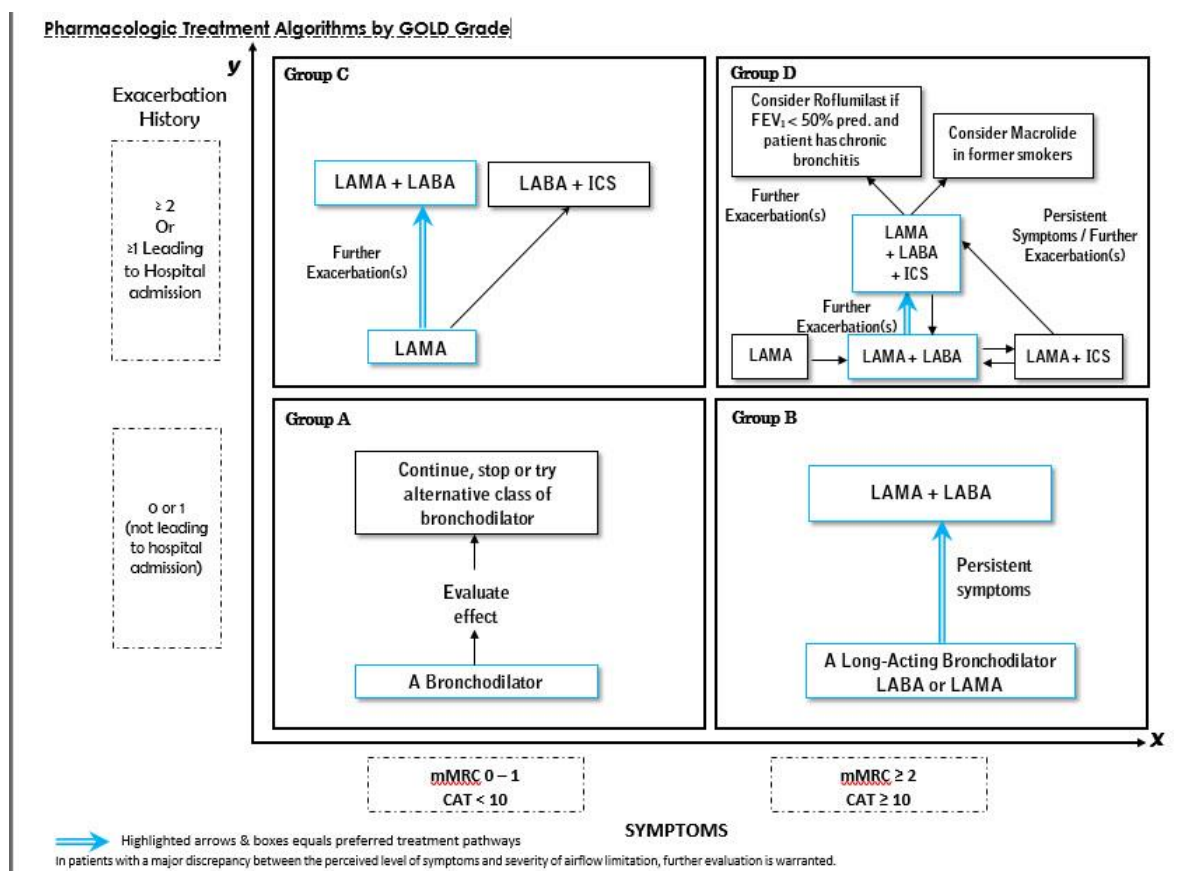 Pharmacologic Treatment Algorithms by GOLD Grade
y
Exacerbation
History
≥ 2
Or
≥1 Leading
to Hospital
admission
0 or 1
(not leading
to hospital
admission)
Group C
LAMA + LABA
LABA + ICS
Further
Exacerbation(s)
LAMA
Group D
Consider Roflumilast if
FEV₁ < 50% pred. and
patient has chronic
bronchitis
Consider Macrolide
in former smokers
Further
Exacerbation(s)
LAMA
+ LABA
+ ICS
Persistent
Symptoms / Further
Exacerbation(s)
Further
Exacerbation(s)
LAMA
LAMA + LABA
LAMA + ICS
Group A
Continue, stop or try
alternative class of
bronchodilator
Evaluate
effect
A Bronchodilator
Group B
LAMA + LABA
Persistent
symptoms
A Long-Acting Bronchodilator
LABA or LAMA
x
mMRC 0 – 1
CAT < 10
mMRC ≥ 2
CAT ≥ 10
SYMPTOMS
Highlighted arrows & boxes equals preferred treatment pathways
In patients with a major discrepancy between the perceived level of symptoms and severity of airflow limitation, further evaluation is warranted.